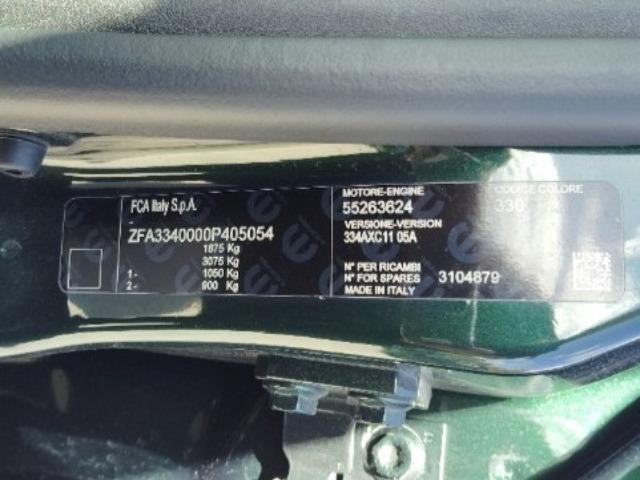 FCA Italy S.p.A.
-
ZFA3340000P405054
1875 Kg
3075 Kg
1- 1050 Kg
2- 900 Kg
MOTORE-ENGINE
55263624
VERSIONE-VERSION
334AXC11 05A
N° PER RICAMBI
N° FOR SPARES 3104879
MADE IN ITALY
CODICE COLORE
330